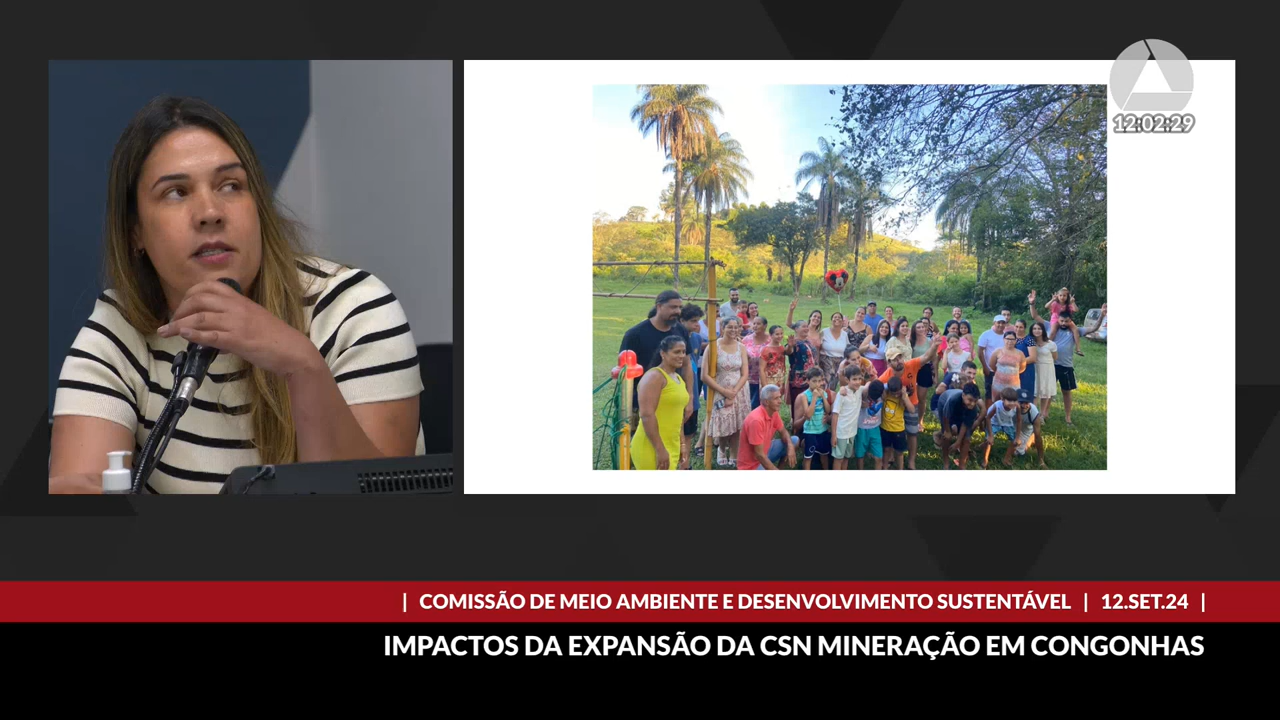 12:02:29
| COMISSÃO DE MEIO AMBIENTE E DESENVOLVIMENTO SUSTENTÁVEL | 12.SET.24 |
IMPACTOS DA EXPANSÃO DA CSN MINERAÇÃO EM CONGONHAS